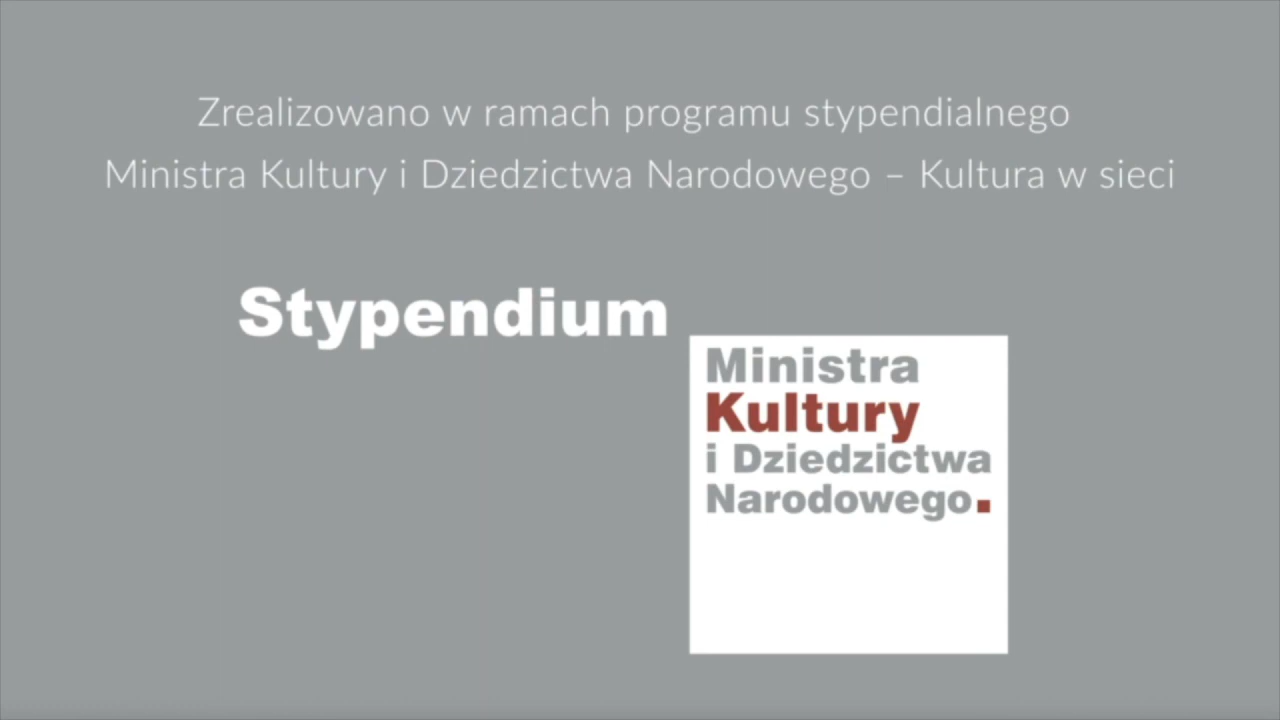 Zrealizowano w ramach programu stypendialnego
Ministra Kultury i Dziedzictwa Narodowego – Kultura w sieci
Stypendium
Ministra
Kultury
i Dziedzictwa
Narodowego.